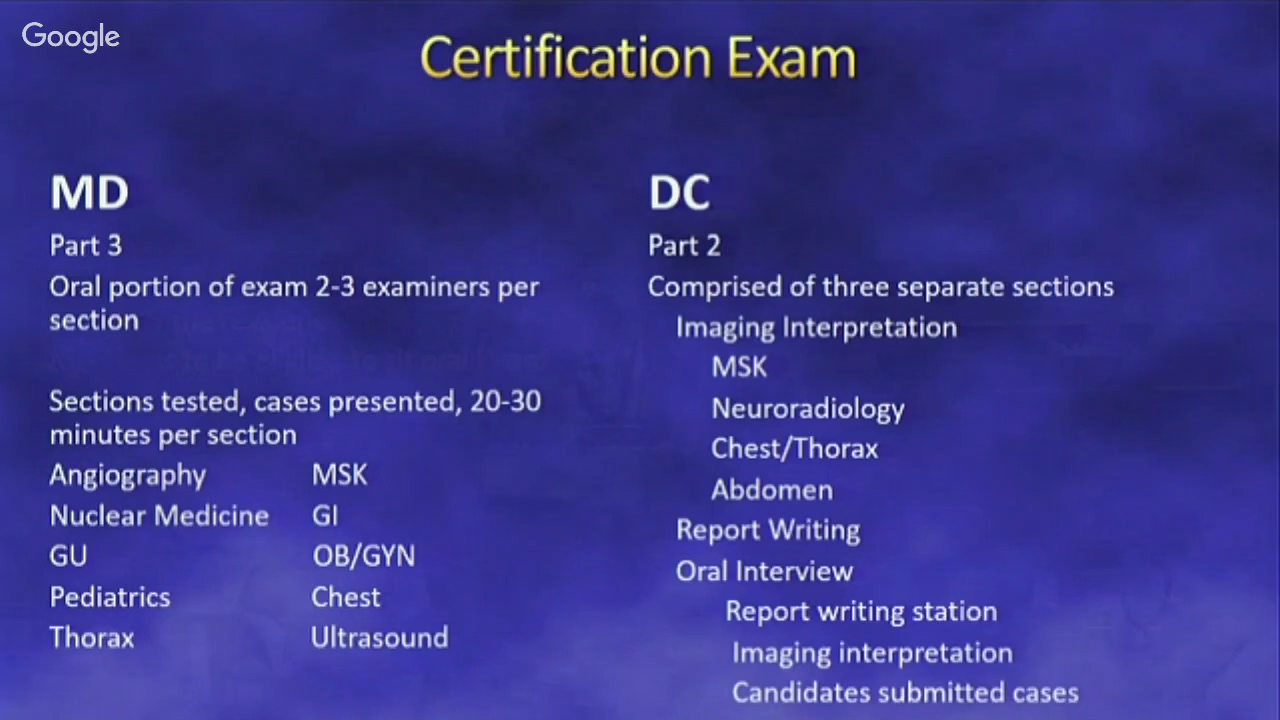 Google
Certification Exam
MD
Part 3
Oral portion of exam 2-3 examiners per
section
Sections tested, cases presented, 20-30
minutes per section
Angiography MSK
Nuclear Medicine GI
GU OB/GYN
Pediatrics Chest
Thorax Ultrasound
DC
Part 2
Comprised of three separate sections
Imaging Interpretation
MSK
Neuroradiology
Chest/Thorax
Abdomen
Report Writing
Oral Interview
Report writing station
Imaging interpretation
Candidates submitted cases